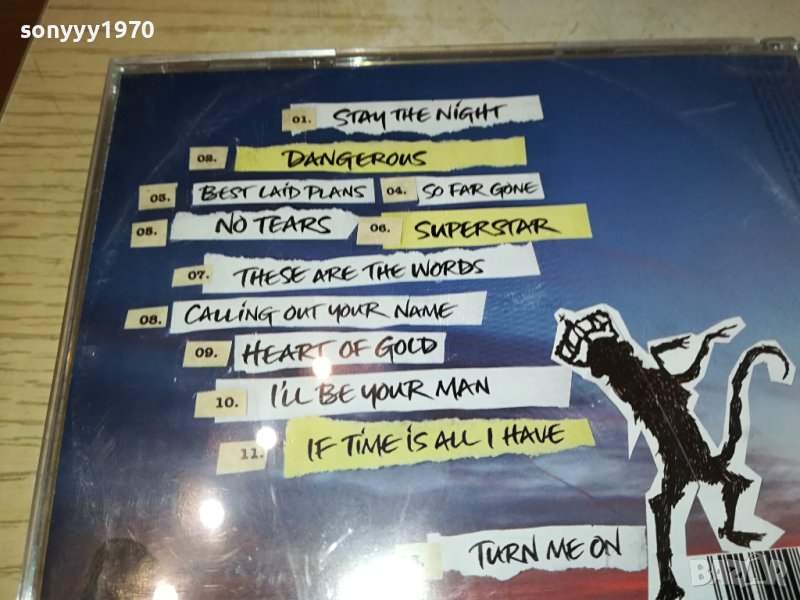 sonyyy1970
01. STAY THE NIGHT
02. DANGEROUS
03. BEST LAID PLANS 04. SO FAR GONE
05. NO TEARS 06. SUPERSTAR
07. THESE ARE THE WORDS
08. CALLING OUT YOUR NAME
09. HEART OF GOLD
10. I'LL BE YOUR MAN
11. IF TIME IS ALL I HAVE
TURN ME ON